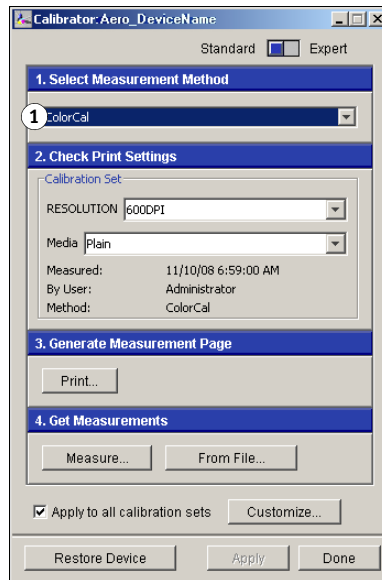 Calibrator:Aero_DeviceName
Standard Expert
1. Select Measurement Method
1 ColorCal
2. Check Print Settings
Calibration Set
RESOLUTION 600DPI
Media Plain
Measured: 11/10/08 6:59:00 AM
By User: Administrator
Method: ColorCal
3. Generate Measurement Page
Print...
4. Get Measurements
Measure... From File...
Apply to all calibration sets Customize...
Restore Device Apply Done